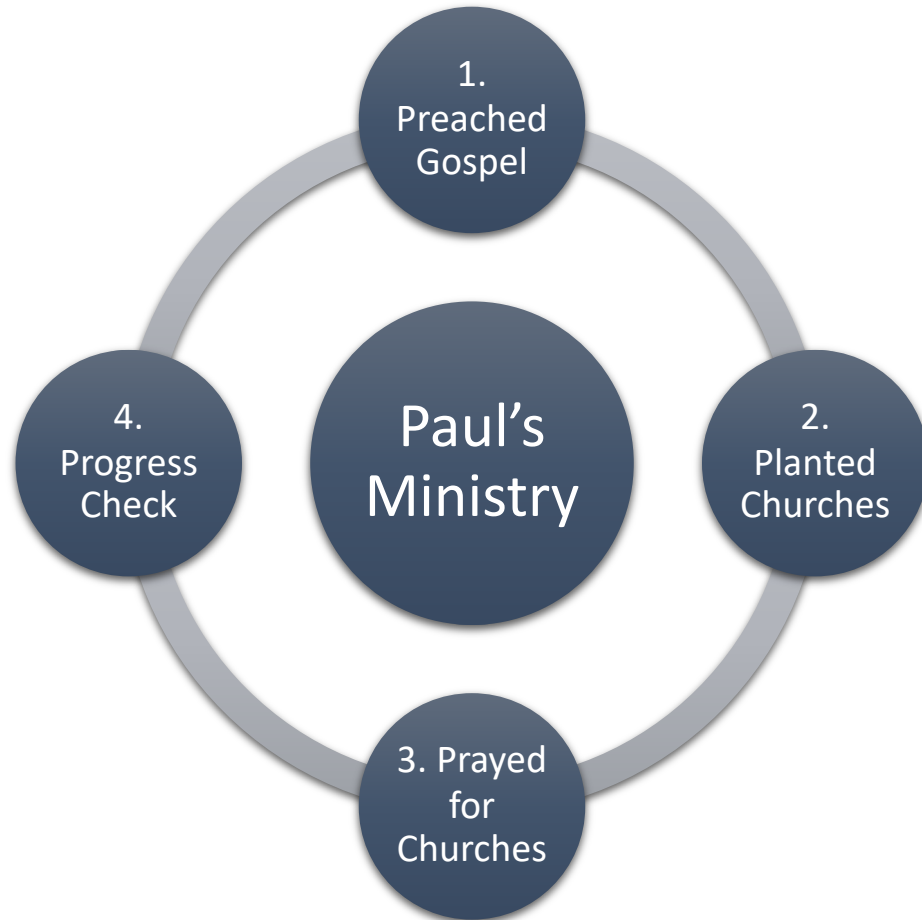 1.
Preached
Gospel
Paul’s
Ministry
2.
Planted
Churches
3. Prayed
for
Churches
4.
Progress
Check